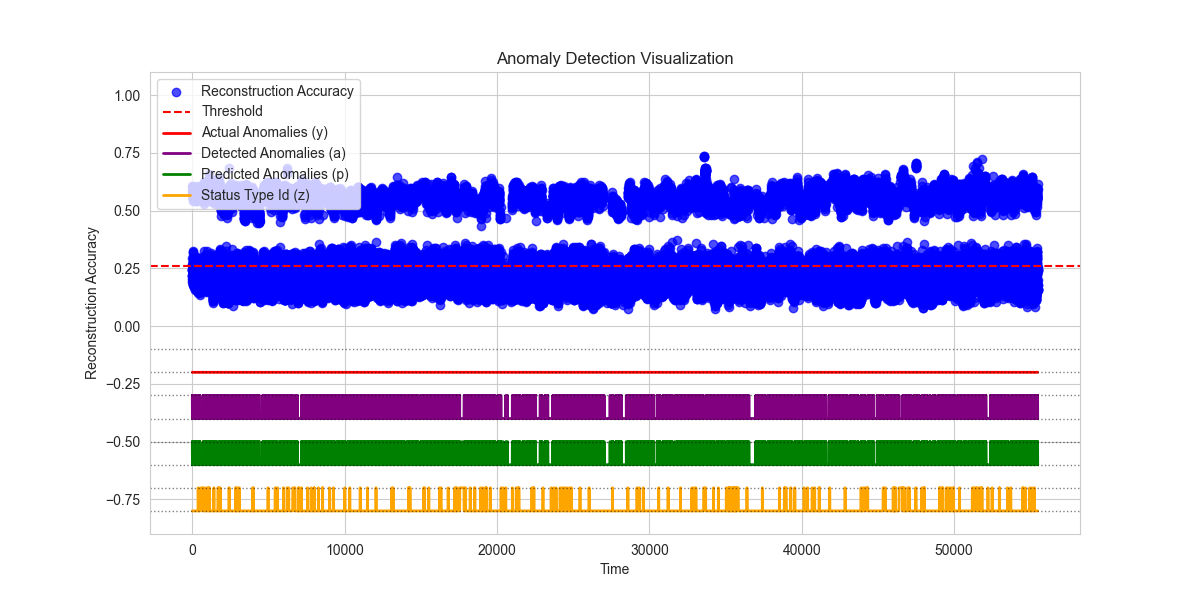 Anomaly Detection Visualization
Reconstruction Accuracy
Threshold
Actual Anomalies (y)
Detected Anomalies (a)
Predicted Anomalies (p)
Status Type Id (z)
Reconstruction Accuracy
1.00
0.75
0.50
0.25
0.00
−0.25
−0.50
−0.75
0
10000
20000
30000
40000
50000
Time